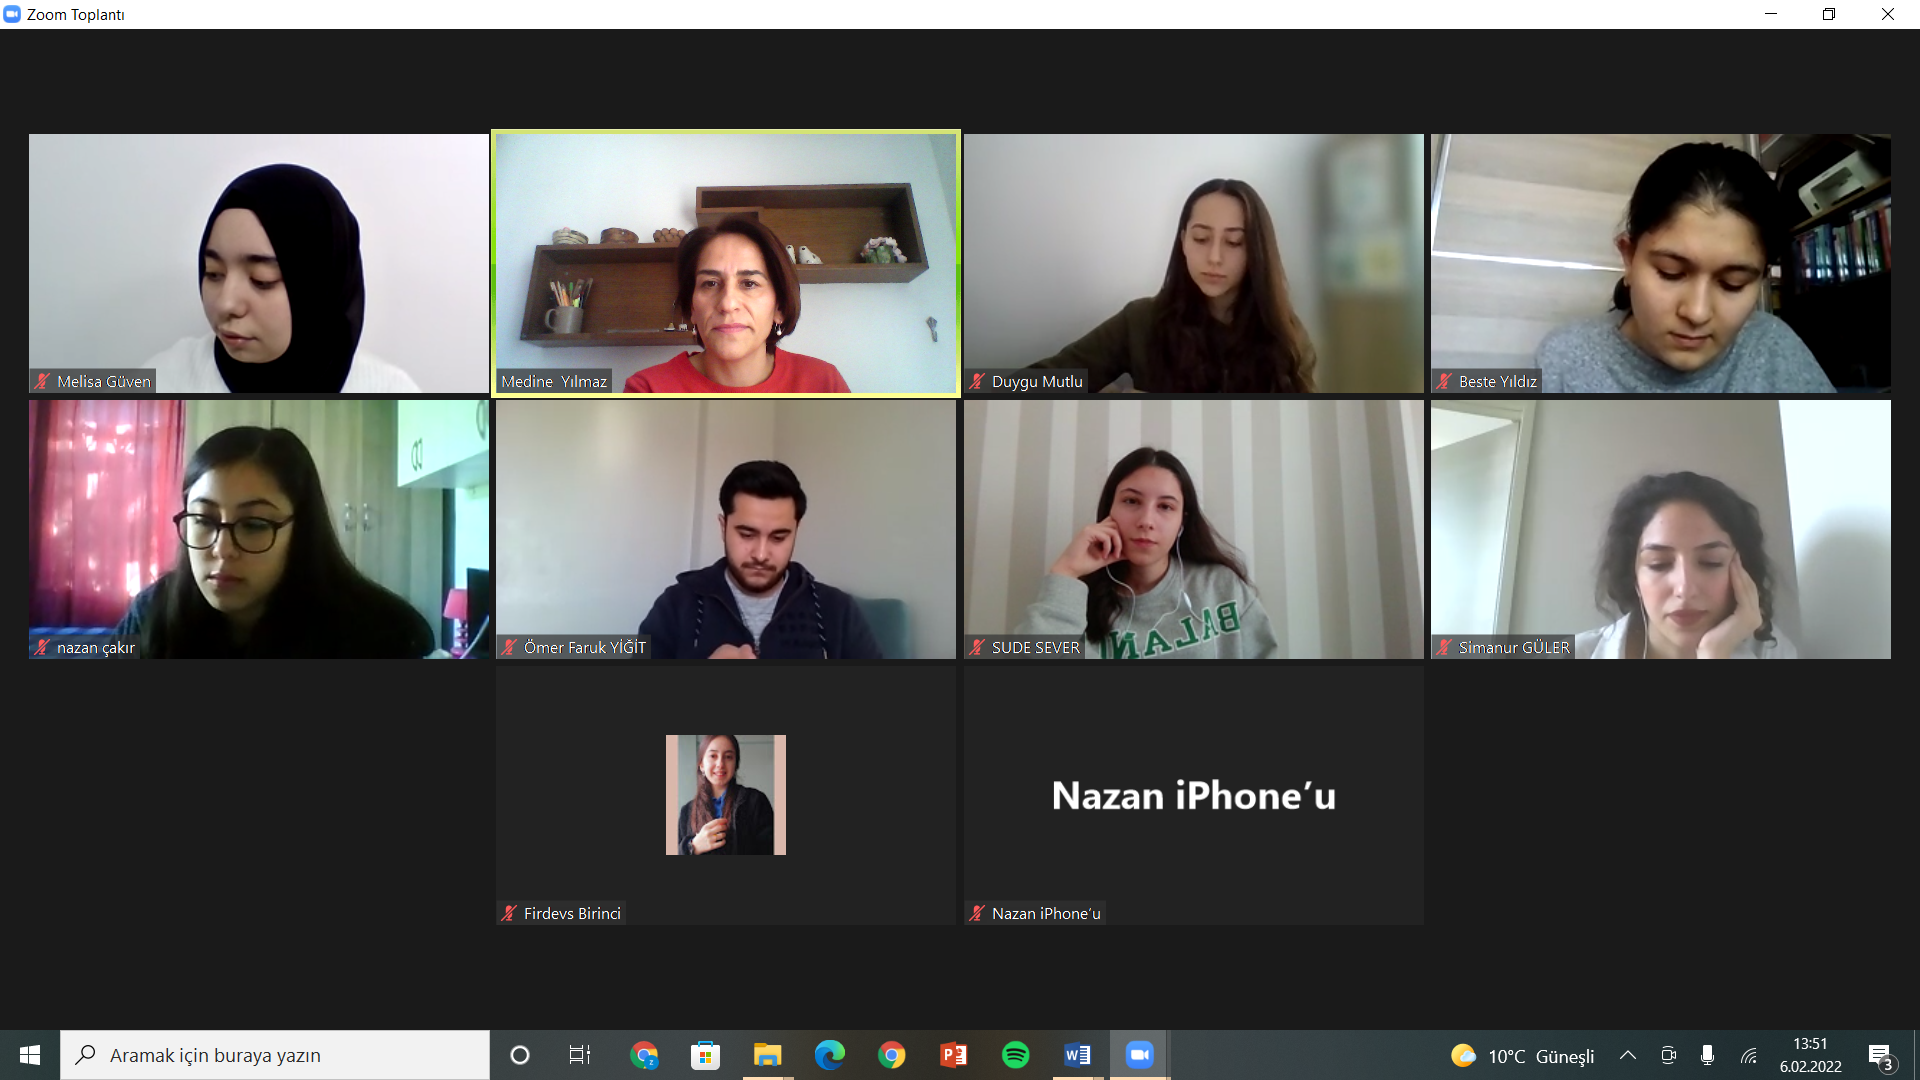 Zoom Toplantı
Melisa Güven
Medine Yılmaz
Duygu Mutlu
Beste Yıldız
nazan çakır
Ömer Faruk YİĞİT
SUDE SEVER
BALAN
Simanur GÜLER
Firdevs Birinci
Nazan iPhone’u
Nazan iPhone’u
Aramak için buraya yazın
10°C Güneşli
13:51
6.02.2022
3